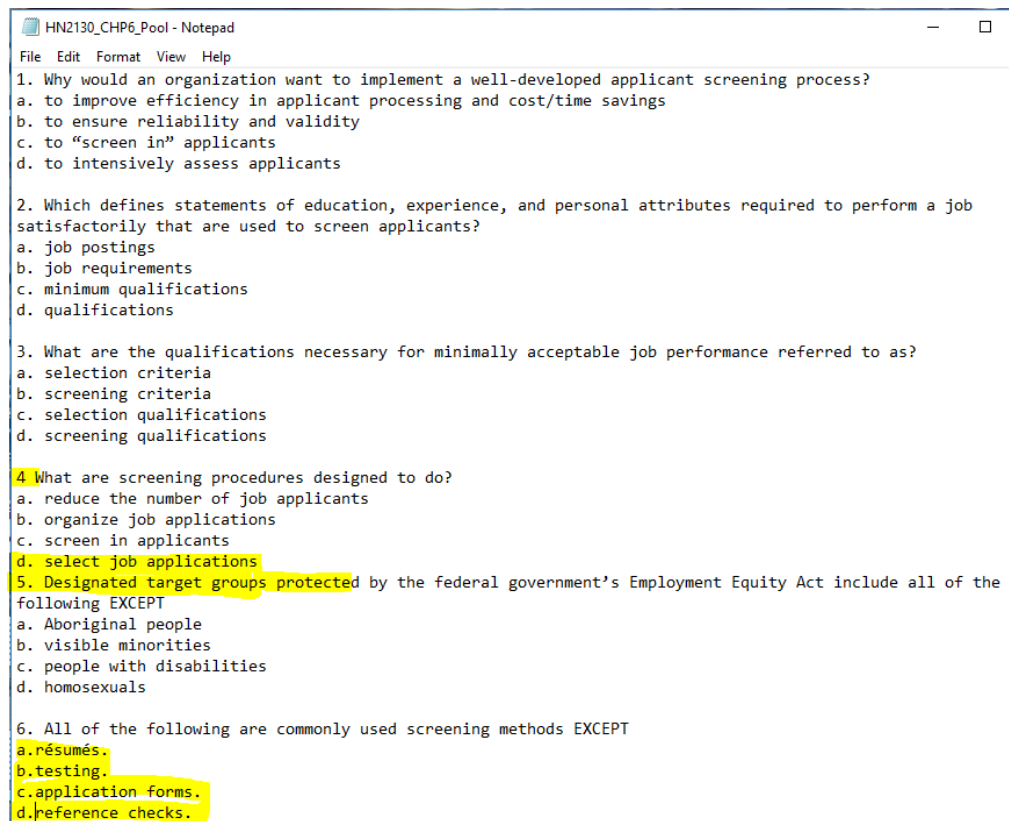 HN2130_CHP6_Pool - Notepad
File Edit Format View Help
1. Why would an organization want to implement a well-developed applicant screening process?
a. to improve efficiency in applicant processing and cost/time savings
b. to ensure reliability and validity
c. to “screen in” applicants
d. to intensively assess applicants
2. Which defines statements of education, experience, and personal attributes required to perform a job
satisfactorily that are used to screen applicants?
a. job postings
b. job requirements
c. minimum qualifications
d. qualifications
3. What are the qualifications necessary for minimally acceptable job performance referred to as?
a. selection criteria
b. screening criteria
c. selection qualifications
d. screening qualifications
4 What are screening procedures designed to do?
a. reduce the number of job applicants
b. organize job applications
c. screen in applicants
d. select job applications
5. Designated target groups protected by the federal government’s Employment Equity Act include all of the
following EXCEPT
a. Aboriginal people
b. visible minorities
c. people with disabilities
d. homosexuals
6. All of the following are commonly used screening methods EXCEPT
a.résumés.
b.testing.
c.application forms.
d.reference checks.